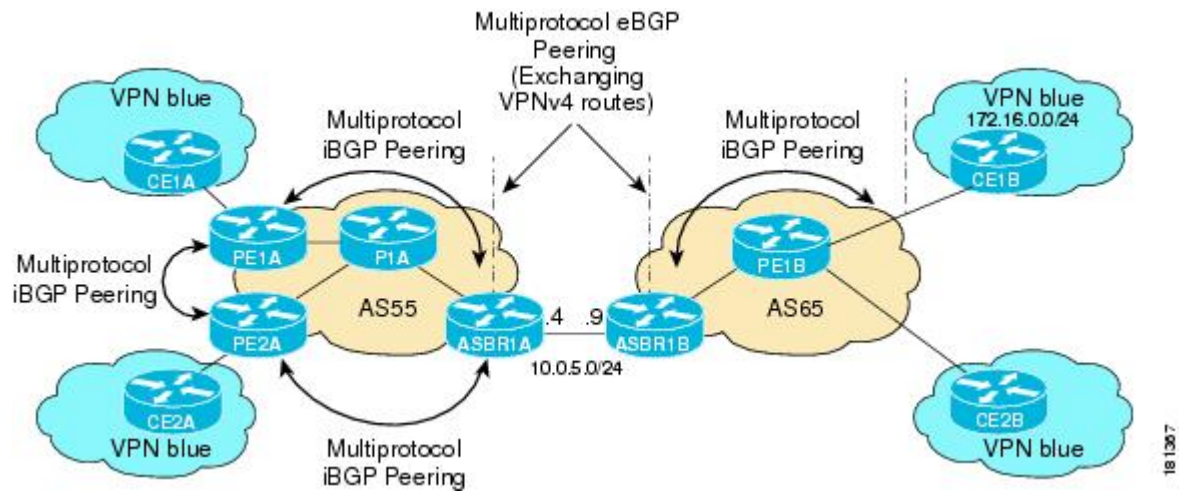 Multiprotocol eBGP
Peering
(Exchanging
VPNv4 routes)
VPN blue
Multiprotocol
iBGP Peering
Multiprotocol
iBGP Peering
VPN blue
172.16.0.0/24
CE1A
CE1B
PE1A
P1A
PE1B
Multiprotocol
iBGP Peering
AS55
AS65
PE2A
ASBR1A
.4
.9
ASBR1B
10.0.5.0/24
CE2A
CE2B
VPN blue
VPN blue
Multiprotocol
iBGP Peering
181367